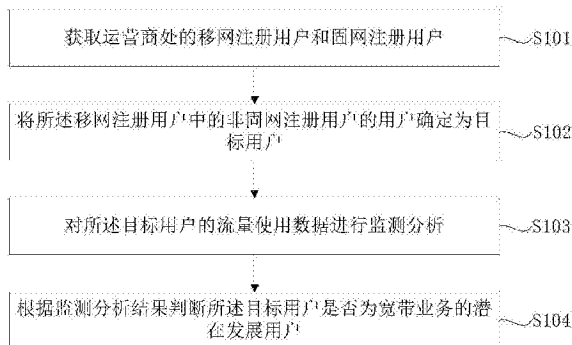 获取运营商处的移网注册用户和固网注册用户
S101
将所述移网注册用户中的非固网注册用户的用户确定为目
标用户
S102
对所述目标用户的流量使用数据进行监测分析
S103
根据监测分析结果判断所述目标用户是否为宽带业务的潜
在发展用户
S104